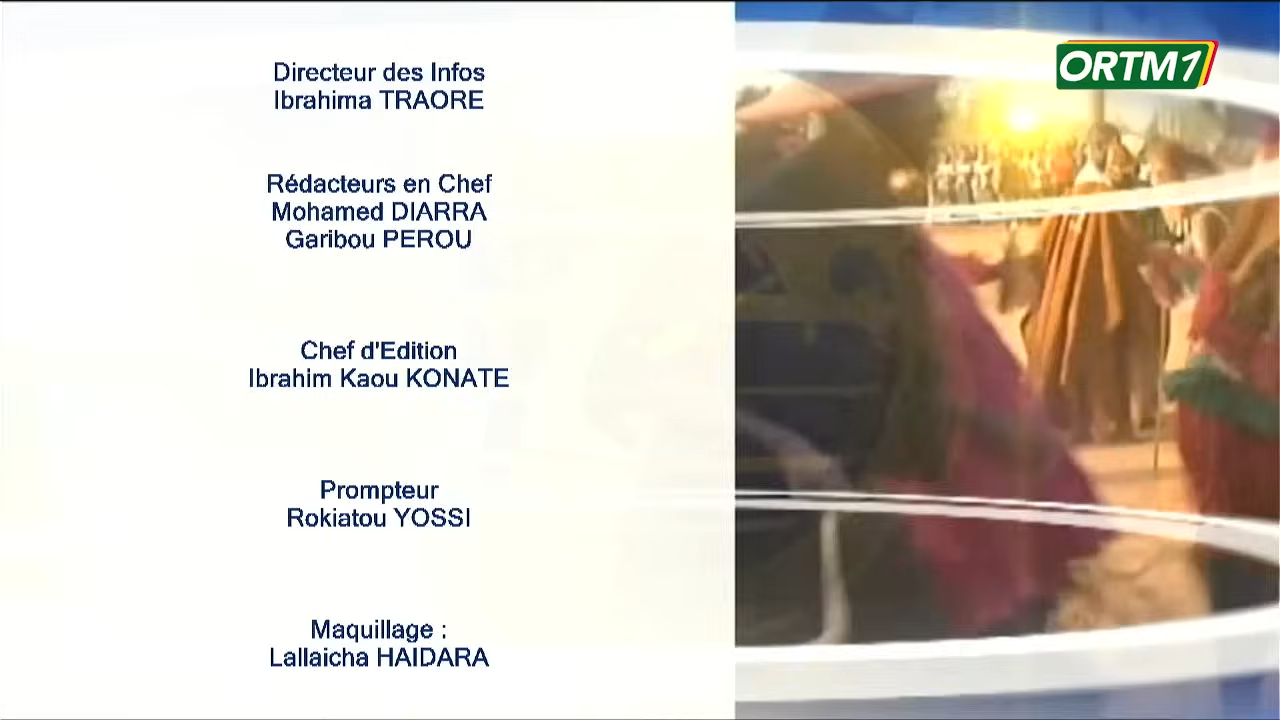 ORTM1
Directeur des Infos
Ibrahima TRAORE
Rédacteurs en Chef
Mohamed DIARRA
Garibou PEROU
Chef d'Edition
Ibrahim Kaou KONATE
Prompteur
Rokiatou YOSSI
Maquillage :
Lallaicha HAIDARA